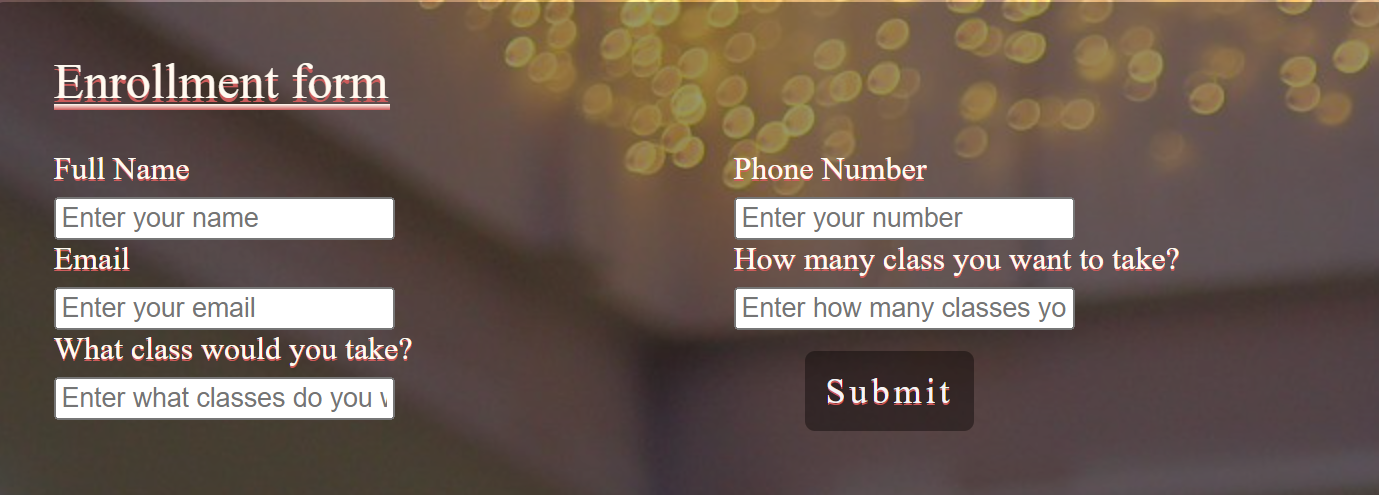 Enrollment form
Full Name
Enter your name
Email
Enter your email
What class would you take?
Enter what classes do you w
Phone Number
Enter your number
How many class you want to take?
Enter how many classes yo
Submit